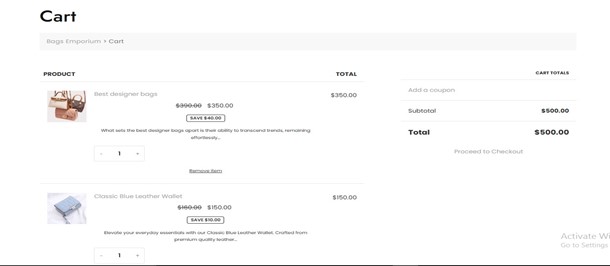 Cart
Bags Emporium > Cart
PRODUCT
TOTAL
Best designer bags
$390.00 $350.00
SAVE $40.00
What sets the best designer bags apart is their ability to transcend trends, remaining
effortlessly...
- 1 +
Remove item
$350.00
Classic Blue Leather Wallet
$160.00 $150.00
SAVE $10.00
Elevate your everyday essentials with our Classic Blue Leather Wallet. Crafted from
premium quality leather...
- 1 +
$150.00
CART TOTALS
Add a coupon
Subtotal $500.00
Total $500.00
Proceed to Checkout
Activate Wi
Go to Settings